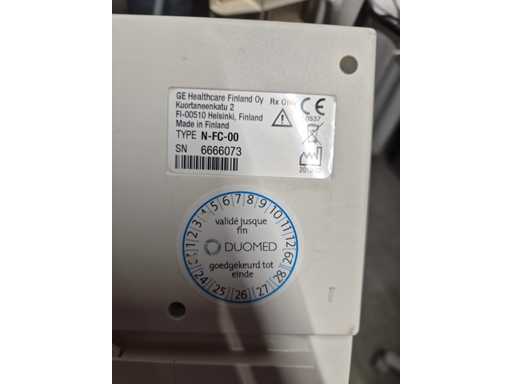 GE Healthcare Finland Oy
Kuortaneenkatu 2
FI-00510 Helsinki, Finland
Made in Finland
TYPE N-FC-00
SN 6666073
Rx Only
CE
0537
1 2 3 4 5 6 7 8 9 10 11 12
validé jusque
fin
DUOMED
goedgekeurd tot
einde
24 25 26 27 28 29